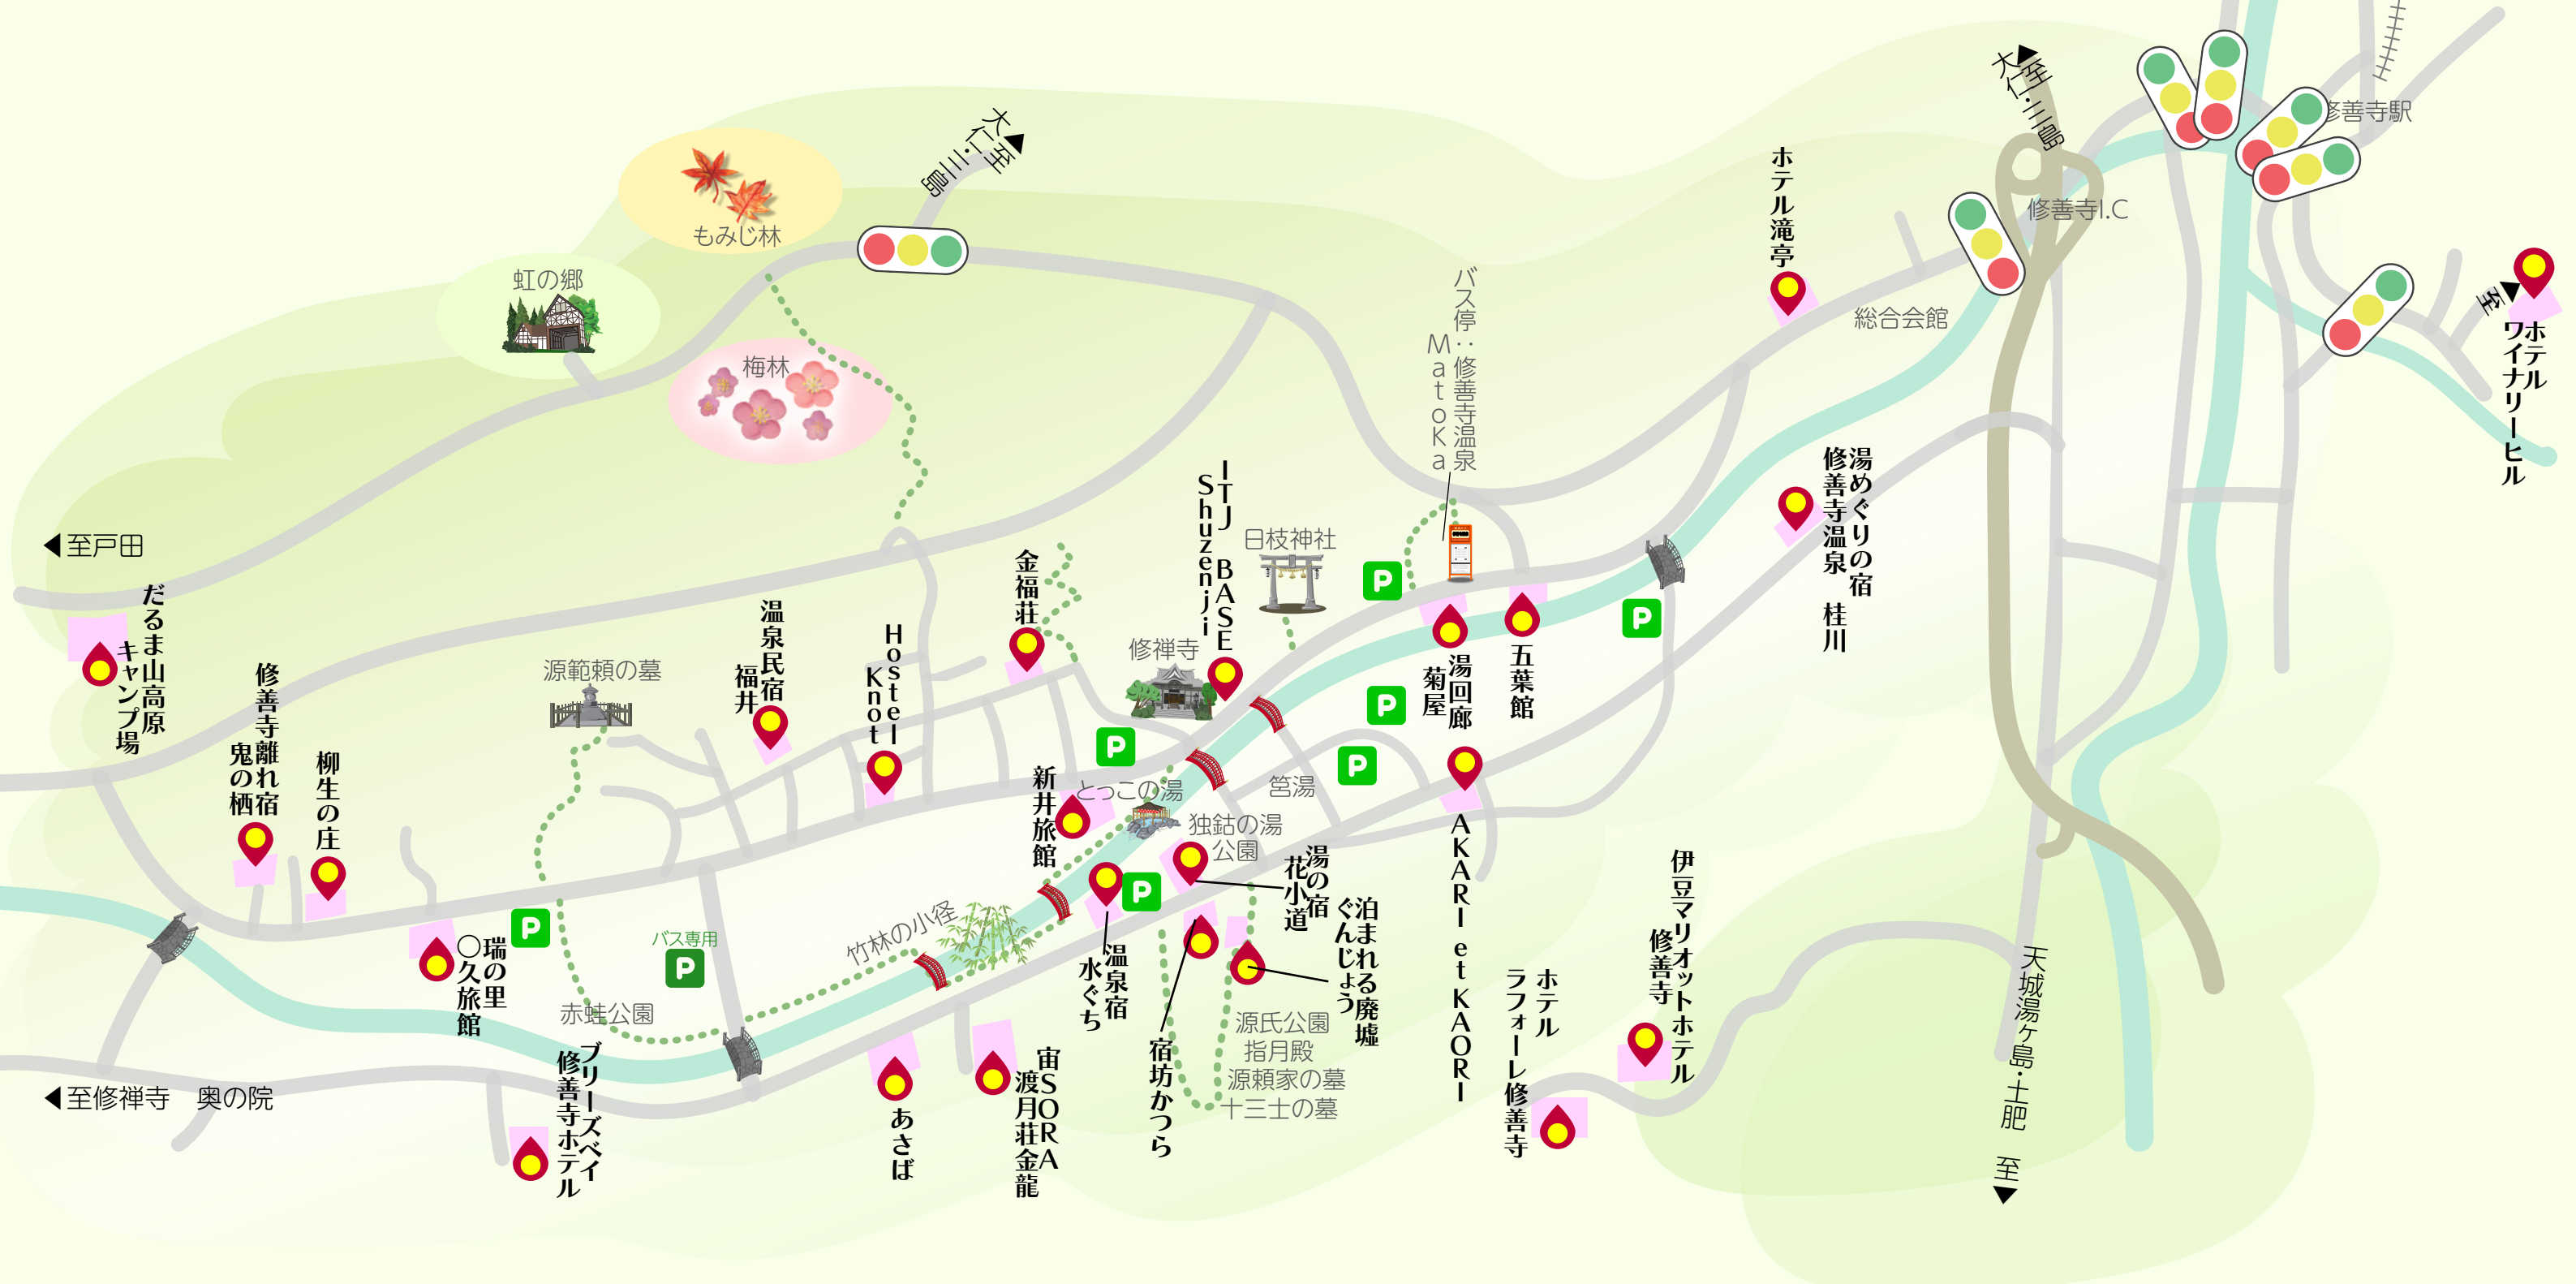 至
大仁・三島
もみじ林
虹の郷
梅林
至
大仁・三島
修善寺駅
修善寺I.C
総合会館
ホテル滝亭
至
ホテル
ワイナリーヒル
バス停:修善寺温泉
MatoKa
湯めぐりの宿
修善寺温泉 桂川
ITJ BASE
Shuzenji
日枝神社
至戸田
だるま山高原
キャンプ場
修善寺離れ宿
鬼の栖
柳生の庄
源範頼の墓
温泉民宿
福井
Hostel
Knot
金福荘
修禅寺
P
P
P
P
P
湯回廊
菊屋
五葉館
新井旅館
とっこの湯
筥湯
独鈷の湯
公園
P
湯の宿
花小道
泊まれる廃墟
ぐんじょう
AKARI et KAORI
伊豆マリオットホテル
修善寺
ホテル
ラフォーレ修善寺
瑞の里
〇久旅館
P
バス専用
P
竹林の小径
温泉宿
水ぐち
赤蛙公園
源氏公園
指月殿
源頼家の墓
十三士の墓
宿坊かつら
宙SORA
渡月荘金龍
あさば
ブリーズベイ
修善寺ホテル
至修禅寺 奥の院
天城湯ヶ島・土肥 至